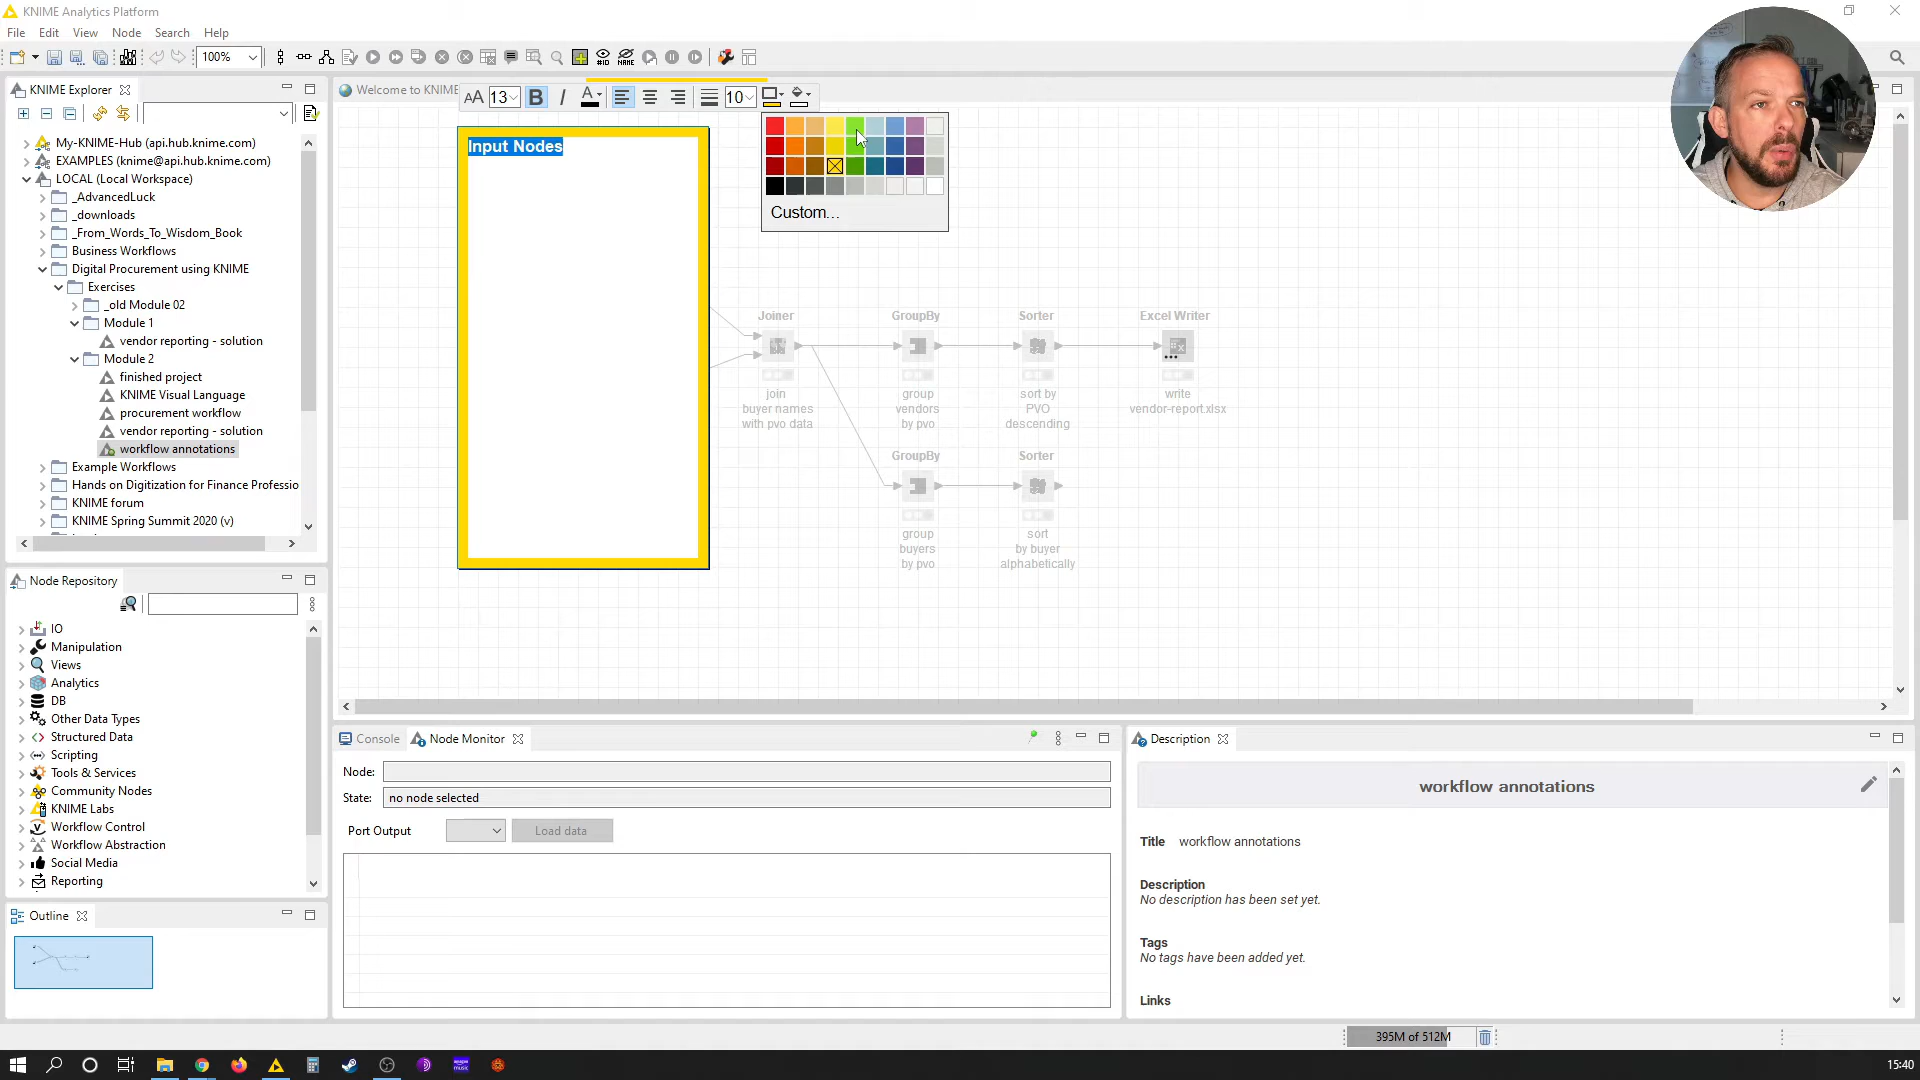 KNIME Analytics Platform
File Edit View Node Search Help
100%
KNIME Explorer
My-KNIME-Hub (api.hub.knime.com)
EXAMPLES (knime@api.hub.knime.com)
LOCAL (Local Workspace)
_AdvancedLuck
_downloads
_From_Words_To_Wisdom_Book
Business Workflows
Digital Procurement using KNIME
Exercises
_old Module 02
Module 1
vendor reporting - solution
Module 2
finished project
KNIME Visual Language
procurement workflow
vendor reporting - solution
workflow annotations
Example Workflows
Hands on Digitization for Finance Professio
KNIME forum
KNIME Spring Summit 2020 (v)
Node Repository
IO
Manipulation
Views
Analytics
DB
Other Data Types
Structured Data
Scripting
Tools & Services
Community Nodes
KNIME Labs
Workflow Control
Workflow Abstraction
Social Media
Reporting
Outline
Welcome to KNIME
AA 13 B I A 10
Custom...
Input Nodes
Joiner
join
buyer names
with pvo data
GroupBy
group
vendors
by pvo
Sorter
sort by
PVO
descending
Excel Writer
write
vendor-report.xlsx
GroupBy
group
buyers
by pvo
Sorter
sort
by buyer
alphabetically
Console
Node Monitor
Node:
State: no node selected
Port Output
Load data
Description
workflow annotations
Title workflow annotations
Description
No description has been set yet.
Tags
No tags have been added yet.
Links
395M of 512M
15:40